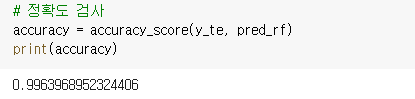 # 정확도 검사
accuracy = accuracy_score(y_te, pred_rf)
print(accuracy)
0.9963968952324406